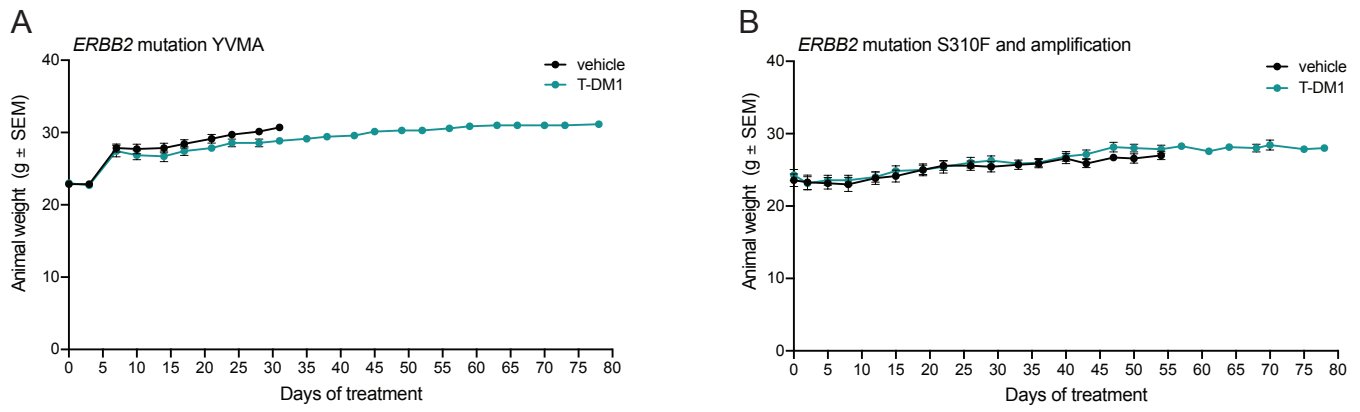 A
ERBB2 mutation YVMA
vehicle
T-DM1
Animal weight (g ± SEM)
40
30
20
10
0
0 5 10 15 20 25 30 35 40 45 50 55 60 65 70 75 80
Days of treatment
B
ERBB2 mutation S310F and amplification
vehicle
T-DM1
Animal weight (g ± SEM)
40
30
20
10
0
0 5 10 15 20 25 30 35 40 45 50 55 60 65 70 75 80
Days of treatment